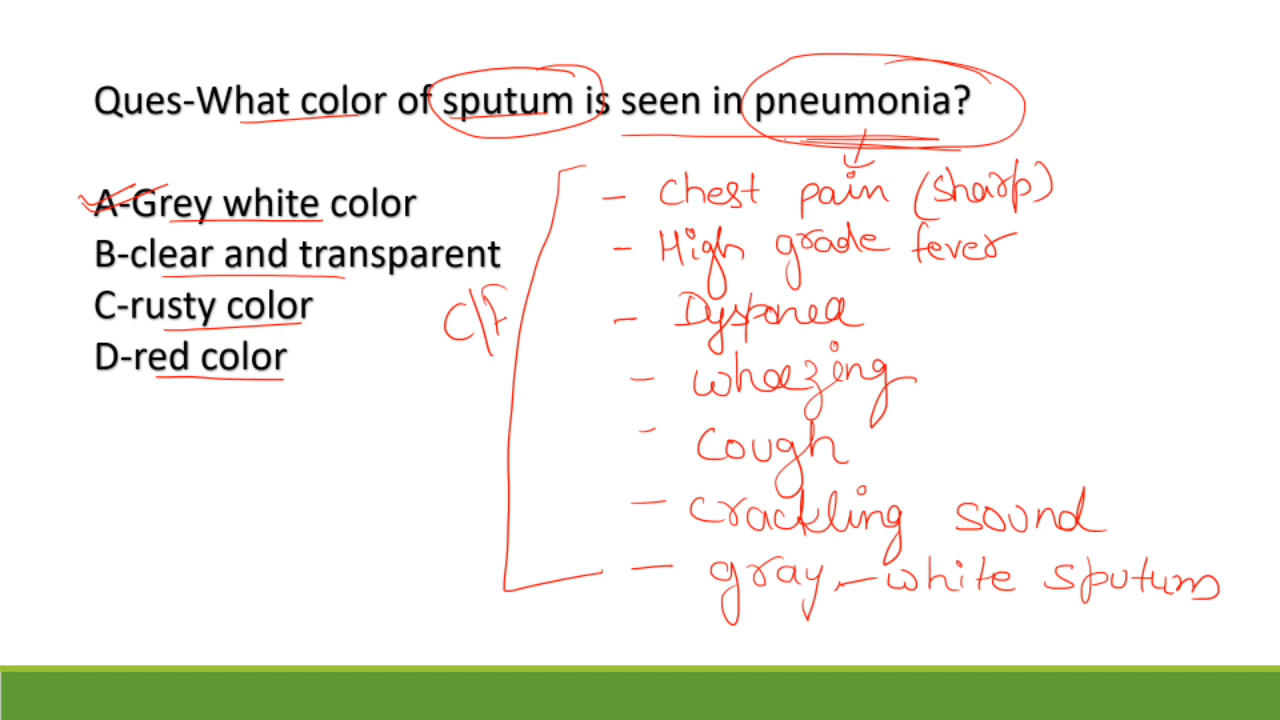 Ques-What color of sputum is seen in pneumonia?
A-Grey white color
B-clear and transparent
C-rusty color
D-red color
C/F
- Chest pain (sharp)
- High grade fever
- Dyspnea
- wheezing
- cough
- crackling sound
- gray-white sputum